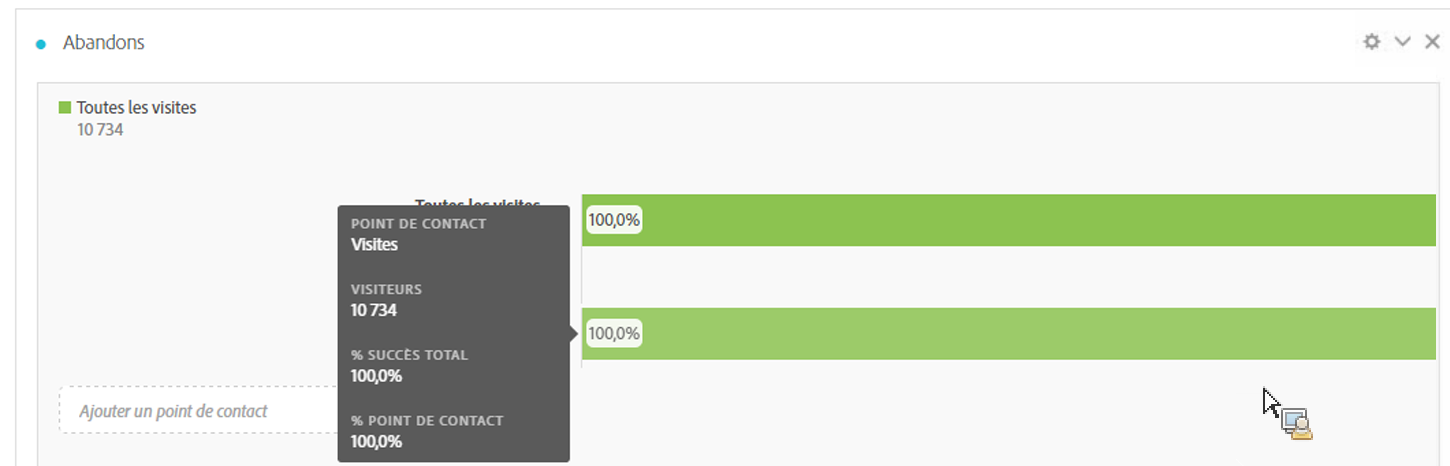 Abandons
Toutes les visites
10 734
Toutes les visites
100,0%
POINT DE CONTACT
Visites
VISITEURS
10 734
% SUCCÈS TOTAL
100,0%
% POINT DE CONTACT
100,0%
100,0%
Ajouter un point de contact